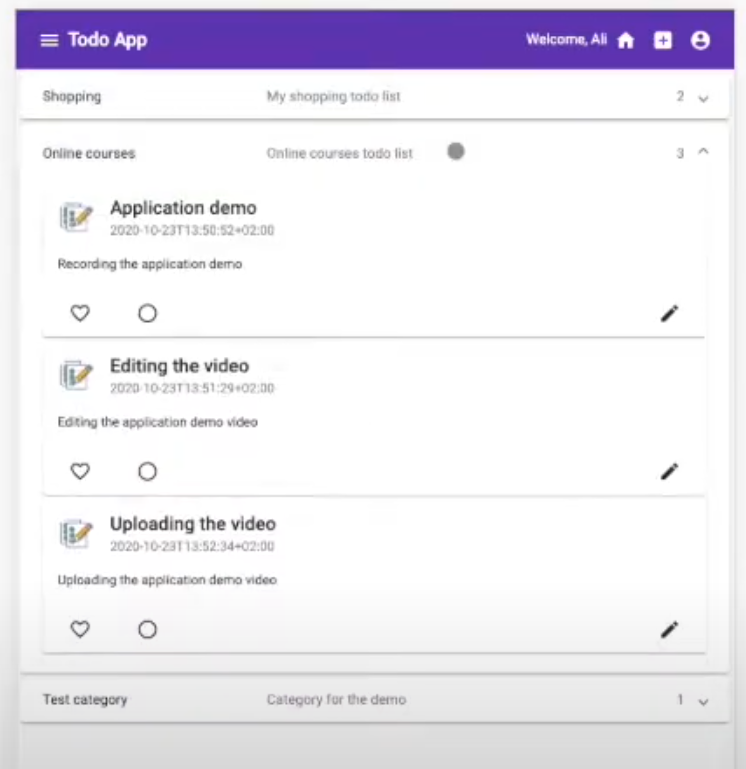 Todo App Welcome, Ali
Shopping My shopping todo list 2
Online courses Online courses todo list 3
Application demo
2020-10-23T13:50:52+02:00
Recording the application demo
Editing the video
2020-10-23T13:51:29+02:00
Editing the application demo video
Uploading the video
2020-10-23T13:52:34+02:00
Uploading the application demo video
Test category Category for the demo 1